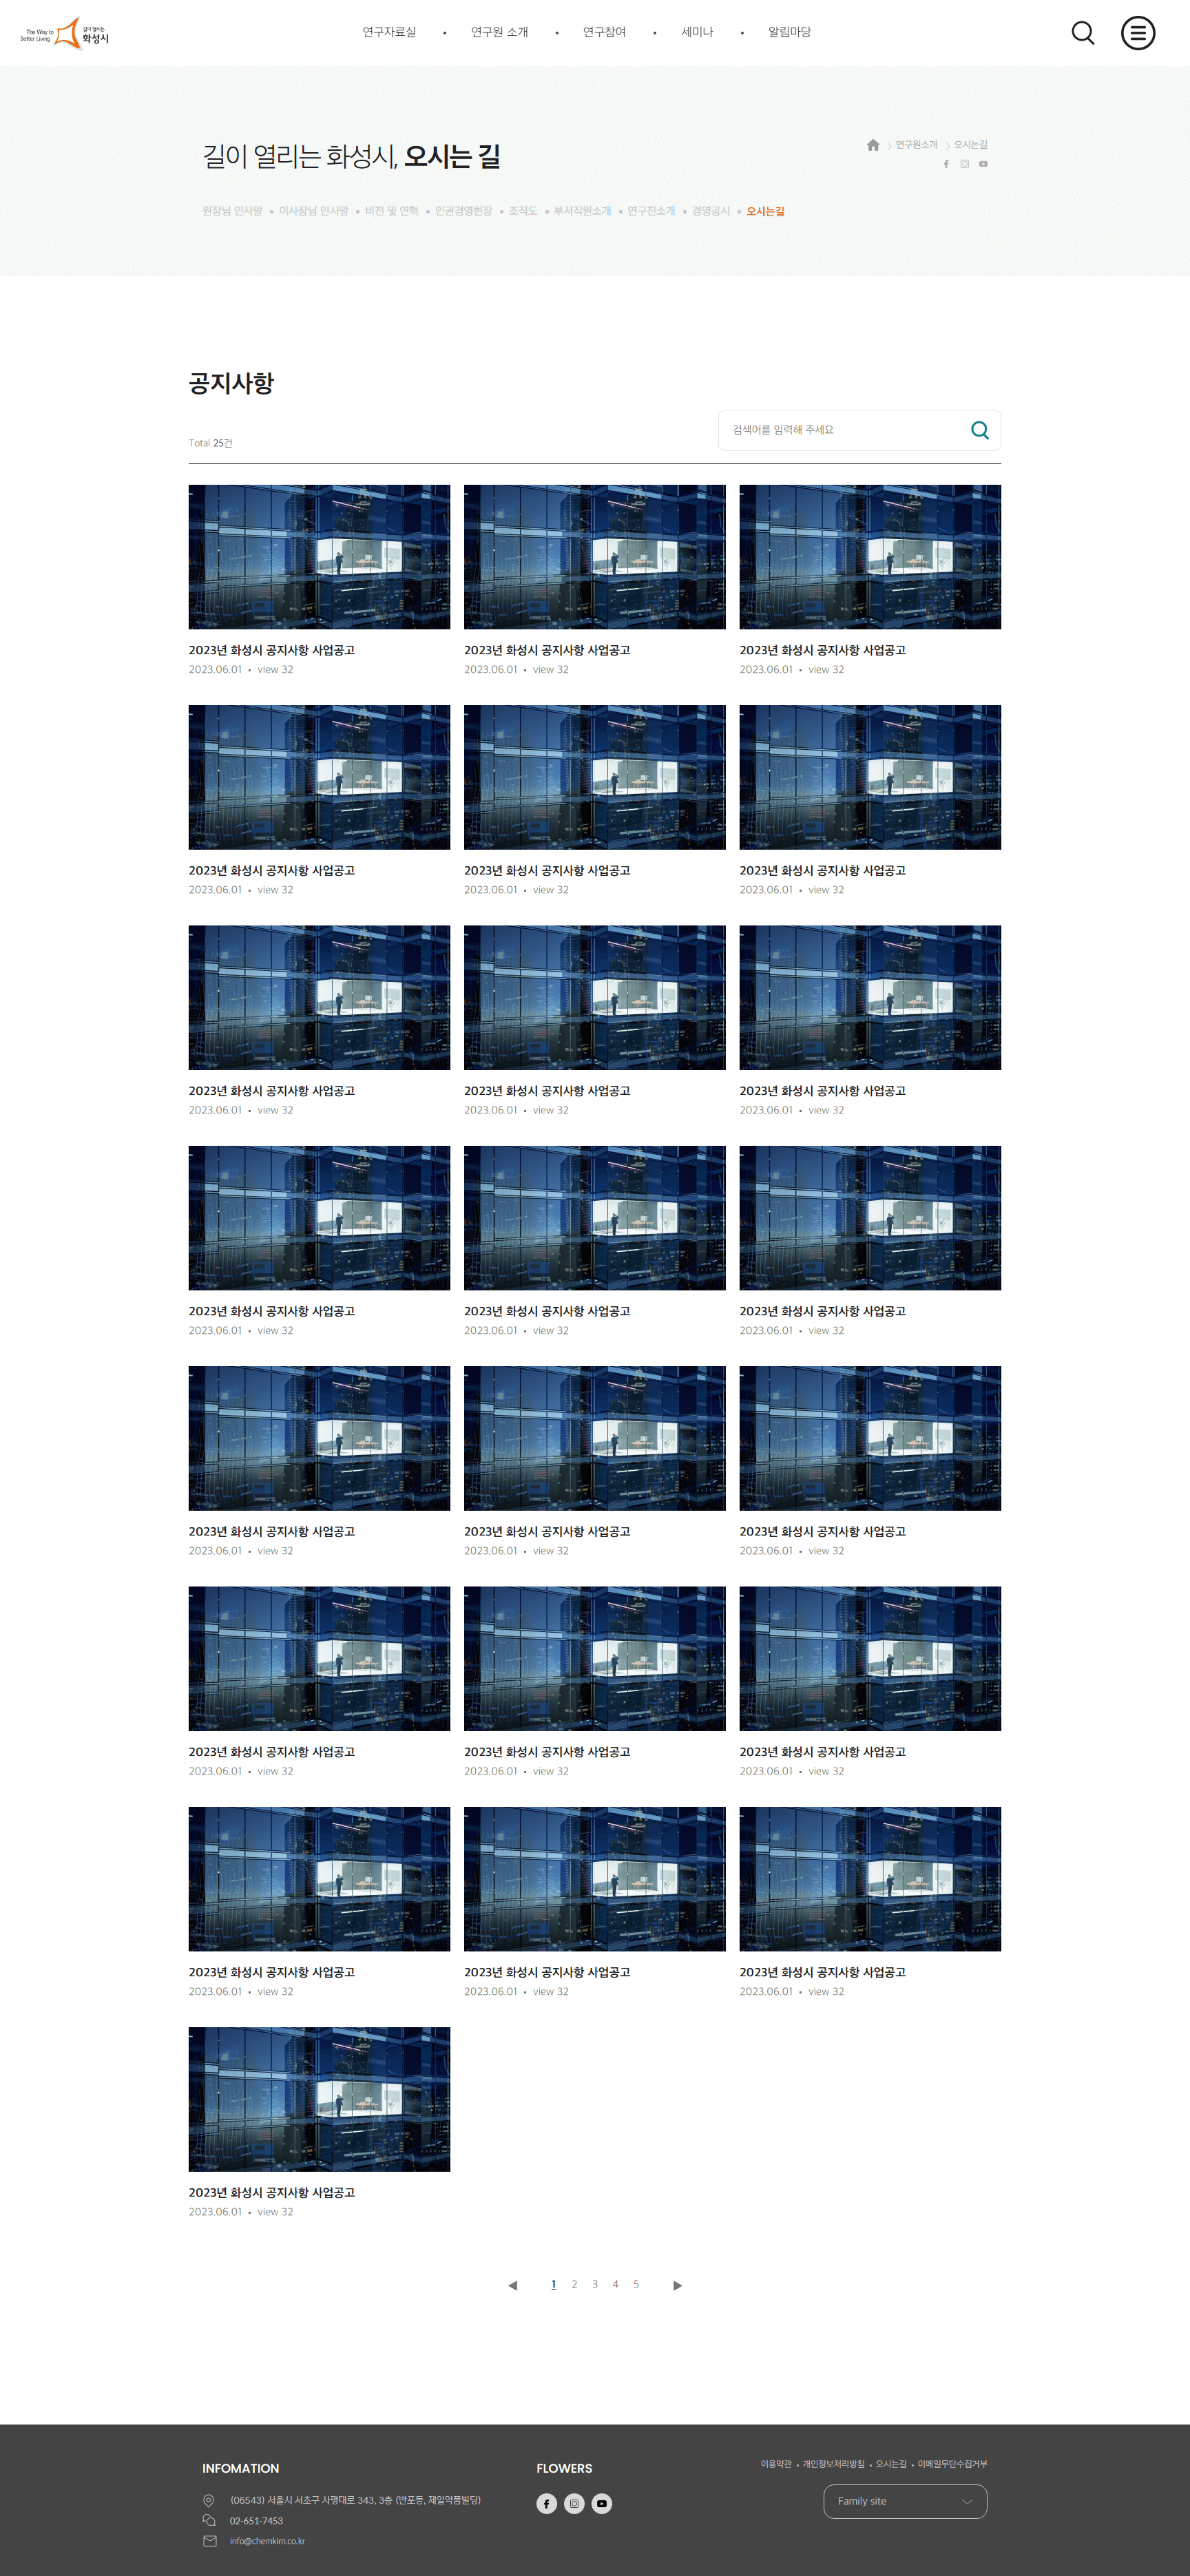 The Way to Better Living 길이 열리는 화성시
연구자료실 • 연구원 소개 • 연구참여 • 세미나 • 알림마당
길이 열리는 화성시, 오시는 길
연구원소개 오시는길
원장님 인사말 • 이사장님 인사말 • 비전 및 연혁 • 인권경영현장 • 조직도 • 부서직원소개 • 연구진소개 • 경영공시 • 오시는길
공지사항
Total 25건
검색어를 입력해 주세요
2023년 화성시 공지사항 사업공고 2023년 화성시 공지사항 사업공고 2023년 화성시 공지사항 사업공고
2023.06.01 • view 32 2023.06.01 • view 32 2023.06.01 • view 32
2023년 화성시 공지사항 사업공고 2023년 화성시 공지사항 사업공고 2023년 화성시 공지사항 사업공고
2023.06.01 • view 32 2023.06.01 • view 32 2023.06.01 • view 32
2023년 화성시 공지사항 사업공고 2023년 화성시 공지사항 사업공고 2023년 화성시 공지사항 사업공고
2023.06.01 • view 32 2023.06.01 • view 32 2023.06.01 • view 32
2023년 화성시 공지사항 사업공고 2023년 화성시 공지사항 사업공고 2023년 화성시 공지사항 사업공고
2023.06.01 • view 32 2023.06.01 • view 32 2023.06.01 • view 32
2023년 화성시 공지사항 사업공고 2023년 화성시 공지사항 사업공고 2023년 화성시 공지사항 사업공고
2023.06.01 • view 32 2023.06.01 • view 32 2023.06.01 • view 32
2023년 화성시 공지사항 사업공고 2023년 화성시 공지사항 사업공고 2023년 화성시 공지사항 사업공고
2023.06.01 • view 32 2023.06.01 • view 32 2023.06.01 • view 32
2023년 화성시 공지사항 사업공고 2023년 화성시 공지사항 사업공고 2023년 화성시 공지사항 사업공고
2023.06.01 • view 32 2023.06.01 • view 32 2023.06.01 • view 32
2023년 화성시 공지사항 사업공고
2023.06.01 • view 32
1 2 3 4 5
INFOMATION
(06543) 서울시 서초구 사평대로 343, 3층 (반포동, 제일약품빌딩)
02-651-7453
info@chemkim.co.kr
FLOWERS
이용약관 • 개인정보처리방침 • 오시는길 • 이메일무단수집거부
Family site